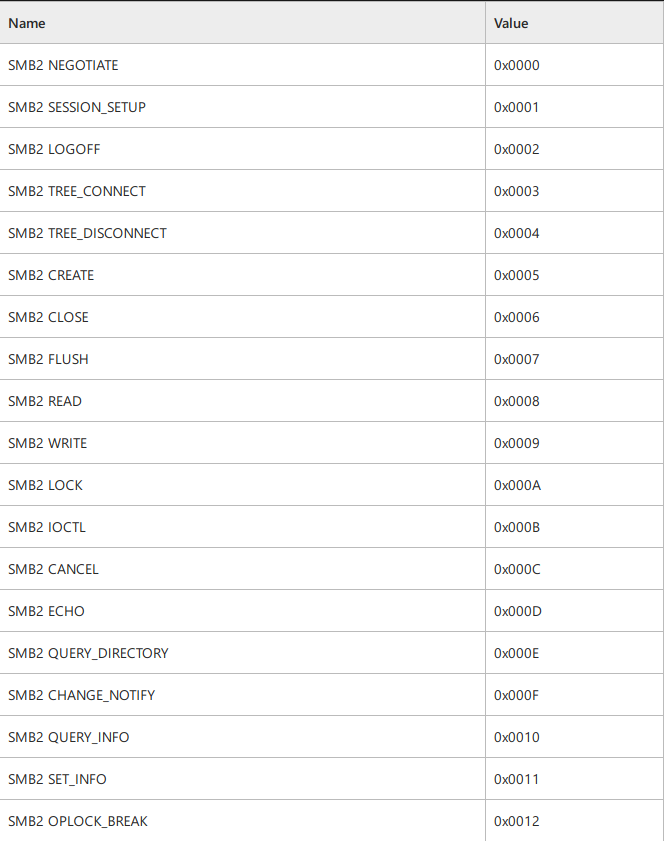 Name Value
SMB2 NEGOTIATE 0x0000
SMB2 SESSION_SETUP 0x0001
SMB2 LOGOFF 0x0002
SMB2 TREE_CONNECT 0x0003
SMB2 TREE_DISCONNECT 0x0004
SMB2 CREATE 0x0005
SMB2 CLOSE 0x0006
SMB2 FLUSH 0x0007
SMB2 READ 0x0008
SMB2 WRITE 0x0009
SMB2 LOCK 0x000A
SMB2 IOCTL 0x000B
SMB2 CANCEL 0x000C
SMB2 ECHO 0x000D
SMB2 QUERY_DIRECTORY 0x000E
SMB2 CHANGE_NOTIFY 0x000F
SMB2 QUERY_INFO 0x0010
SMB2 SET_INFO 0x0011
SMB2 OPLOCK_BREAK 0x0012